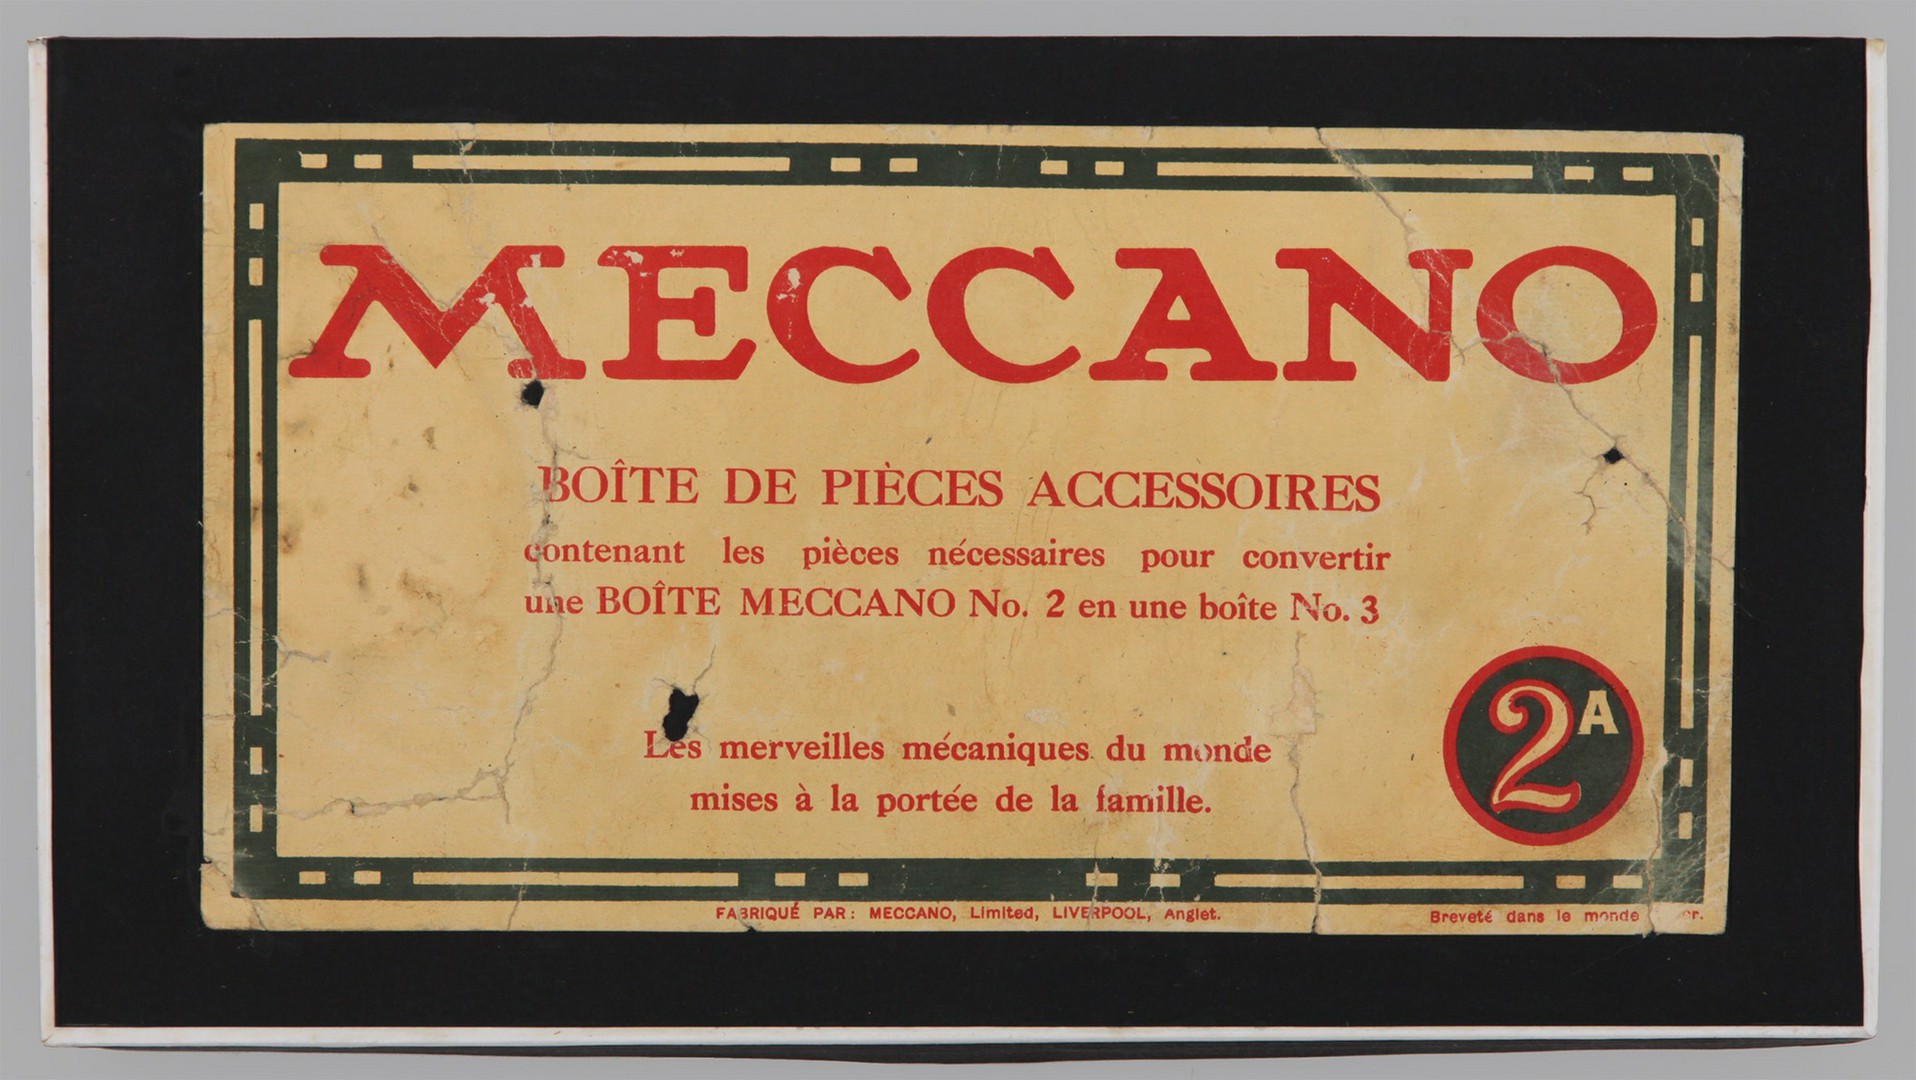 MECCANO
BOÎTE DE PIÈCES ACCESSOIRES
contenant les pièces nécessaires pour convertir
une BOÎTE MECCANO No. 2 en une boîte No. 3
2A
Les merveilles mécaniques du monde
mises à la portée de la famille.
FABRIQUÉ PAR: MECCANO, Limited, LIVERPOOL, Anglet.
Breveté dans le monde